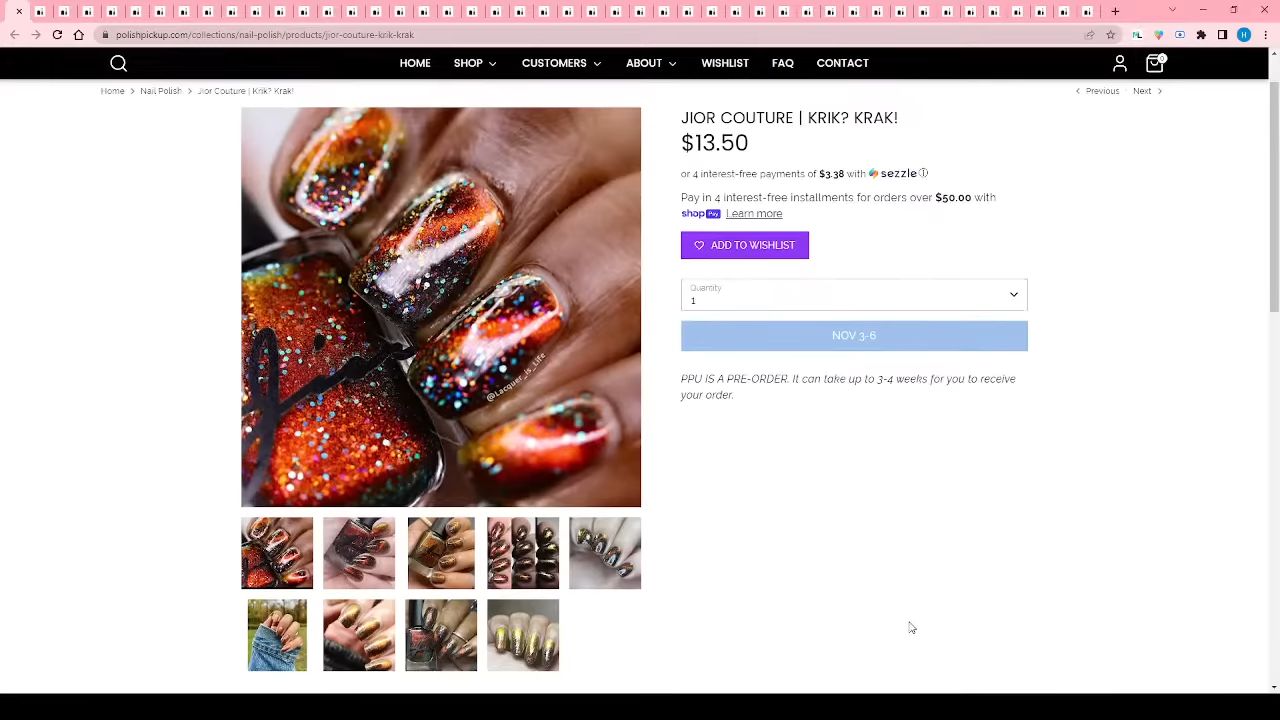 polishpickup.com/collections/nail-polish/products/jior-couture-krik-krak
H
HOME SHOP CUSTOMERS ABOUT WISHLIST FAQ CONTACT
0
Home > Nail Polish > Jior Couture | Krik? Krak!
< Previous · Next >
JIOR COUTURE | KRIK? KRAK!
$13.50
or 4 interest-free payments of $3.38 with sezzle
Pay in 4 interest-free installments for orders over $50.00 with
shop Pay Learn more
ADD TO WISHLIST
Quantity
1
NOV 3-6
PPU IS A PRE-ORDER. It can take up to 3-4 weeks for you to receive
your order.
@Lacquer_is_Life